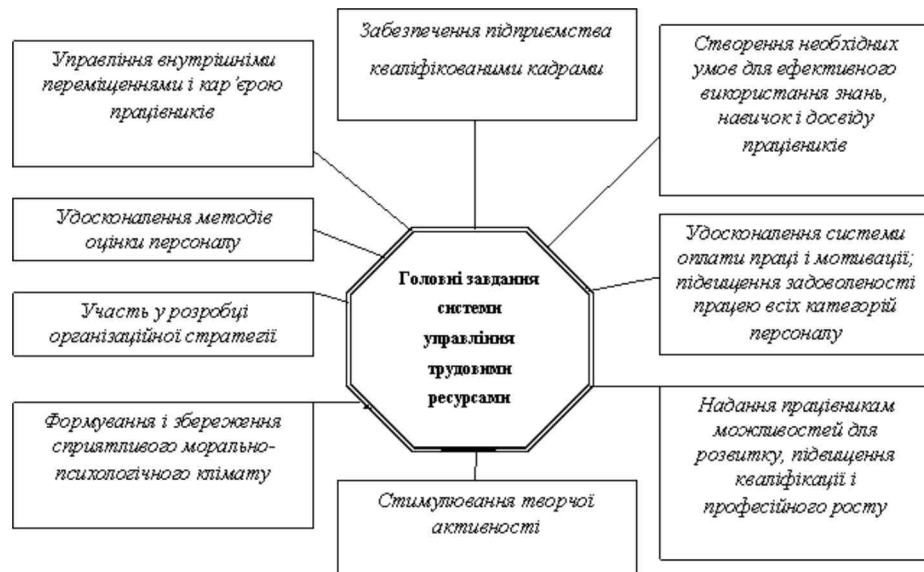 Забезпечення підприємства
кваліфікованими кадрами
Управління внутрішніми
переміщеннями і кар’єрою
працівників
Створення необхідних
умов для ефективного
використання знань,
навичок і досвіду
працівників
Удосконалення методів
оцінки персоналу
Головні завдання
системи
управління
трудовими
ресурсами
Удосконалення системи
оплати праці і мотивації;
підвищення задоволеності
працею всіх категорій
персоналу
Участь у розробці
організаційної стратегії
Формування і збереження
сприятливого морально-
психологічного клімату
Надання працівникам
можливостей для
розвитку, підвищення
кваліфікації і
професійного росту
Стимулювання творчої
активності